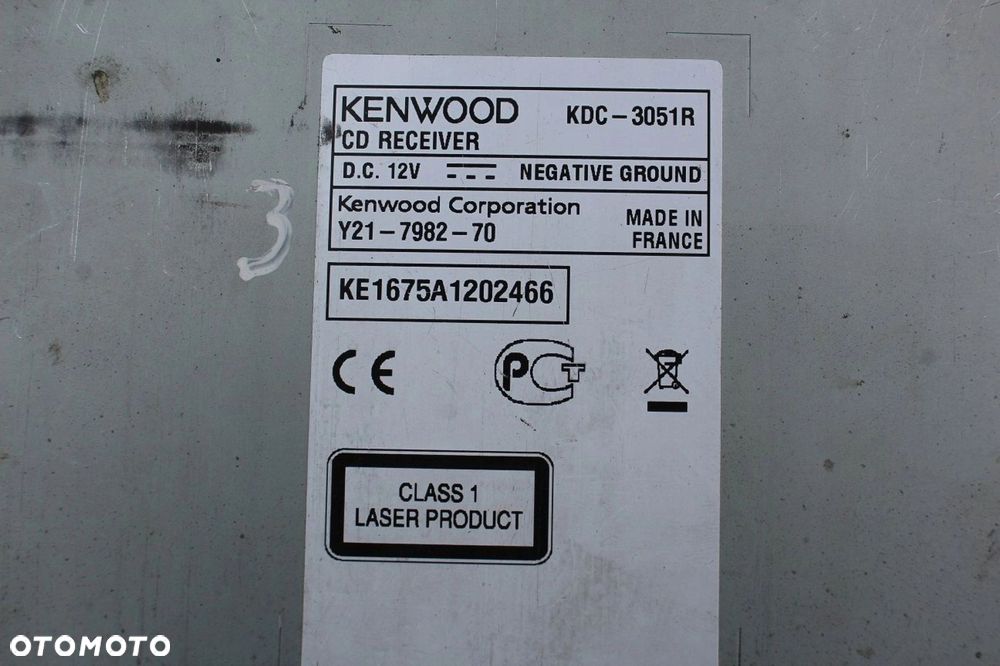 KENWOOD KDC-3051R
CD RECEIVER
D.C. 12V NEGATIVE GROUND
Kenwood Corporation
Y21-7982-70
MADE IN
FRANCE
KE1675A1202466
3
CE
PCT
CLASS 1
LASER PRODUCT
OTOMOTO